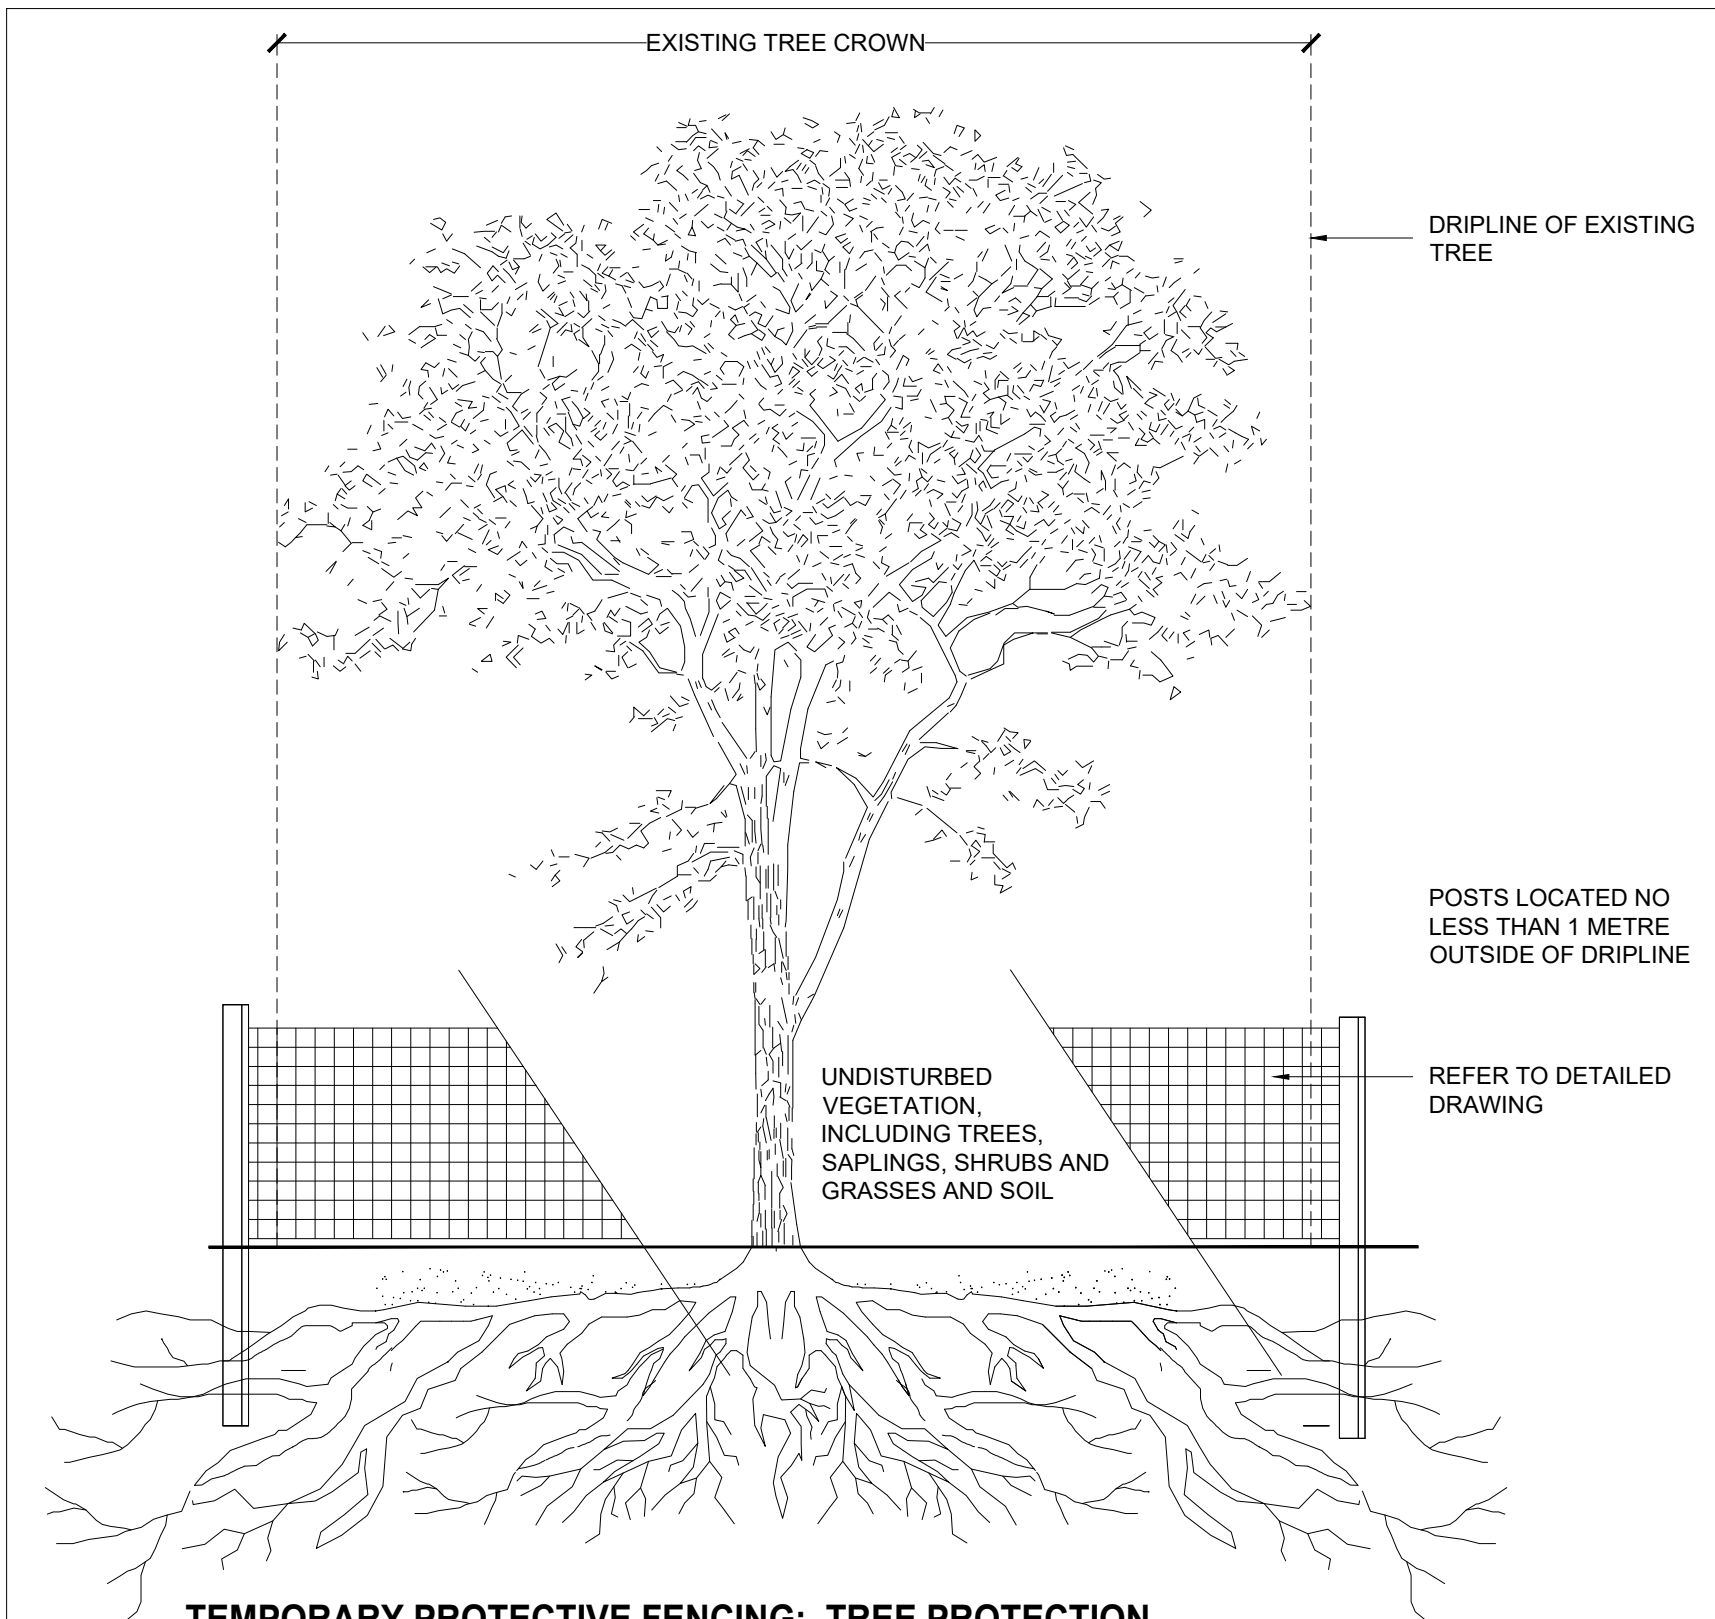 EXISTING TREE CROWN
DRIPLINE OF EXISTING
TREE
POSTS LOCATED NO
LESS THAN 1 METRE
OUTSIDE OF DRIPLINE
UNDISTURBED
VEGETATION,
INCLUDING TREES,
SAPLINGS, SHRUBS AND
GRASSES AND SOIL
REFER TO DETAILED
DRAWING
TEMPORARY PROTECTIVE FENCING: TREE PROTECTION